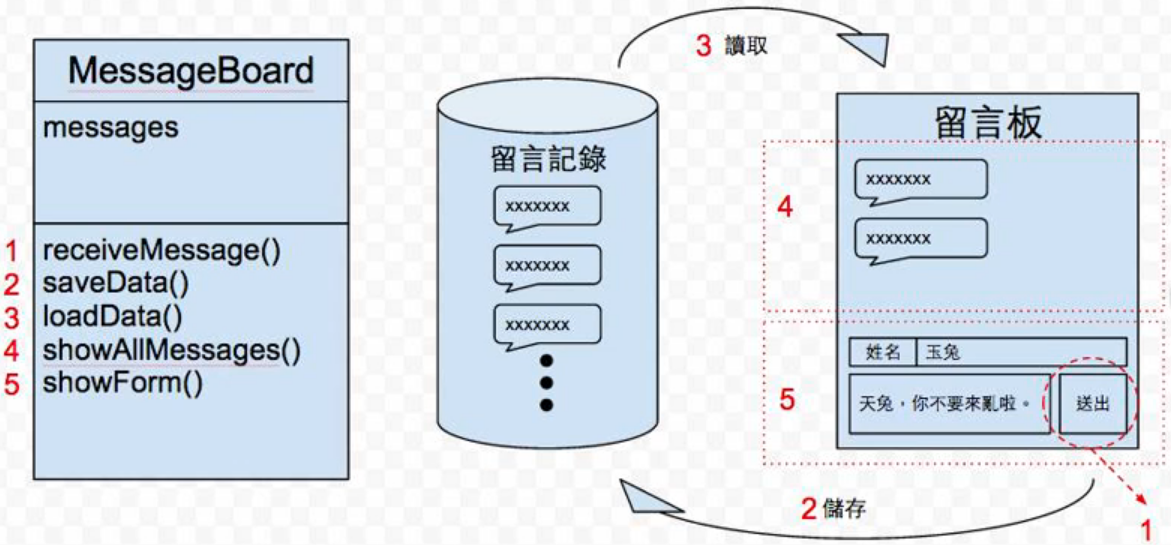 MessageBoard
messages
1 receiveMessage()
2 saveData()
3 loadData()
4 showAllMessages()
5 showForm()
留言記錄
xxxxxxx
xxxxxxx
xxxxxxx
3 讀取
留言板
4
xxxxxxx
xxxxxxx
5
姓名 玉兔
天兔，你不要來亂啦。 送出
2 儲存
1